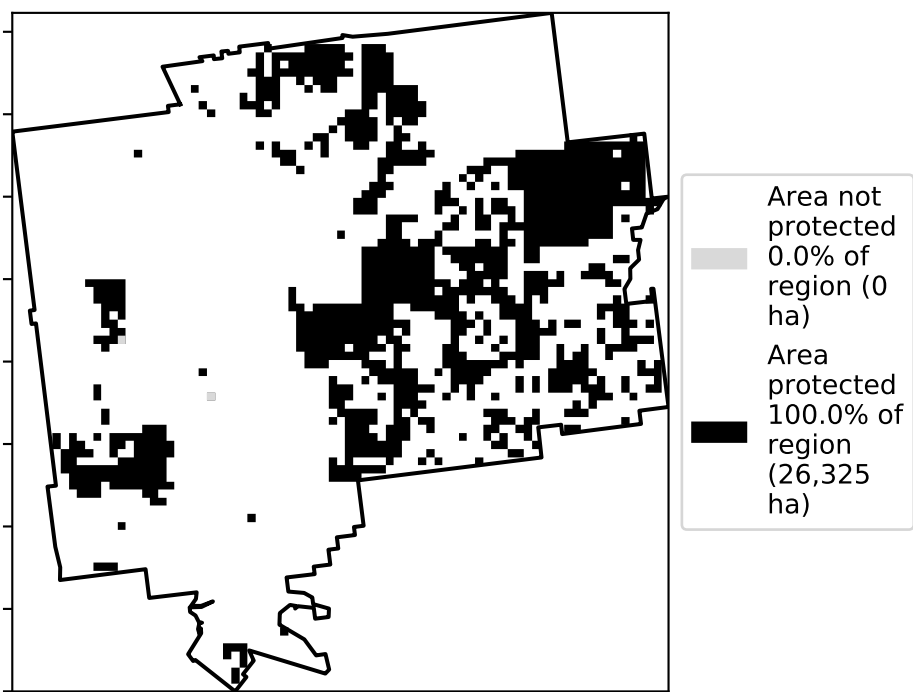 Area not
protected
0.0% of
region (0
ha)
Area
protected
100.0% of
region
(26,325
ha)